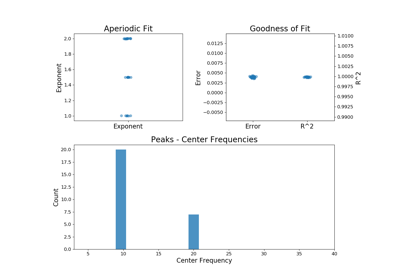 Aperiodic Fit
Exponent
2.0
1.8
1.6
1.4
1.2
1.0
Exponent
Goodness of Fit
Error
0.0125
0.0100
0.0075
0.0050
0.0025
0.0000
−0.0025
−0.0050
Error
R^2
1.0100
1.0075
1.0050
1.0025
1.0000
0.9975
0.9950
0.9925
0.9900
R^2
Peaks - Center Frequencies
Count
20.0
17.5
15.0
12.5
10.0
7.5
5.0
2.5
0.0
5 10 15 20 25 30 35 40
Center Frequency